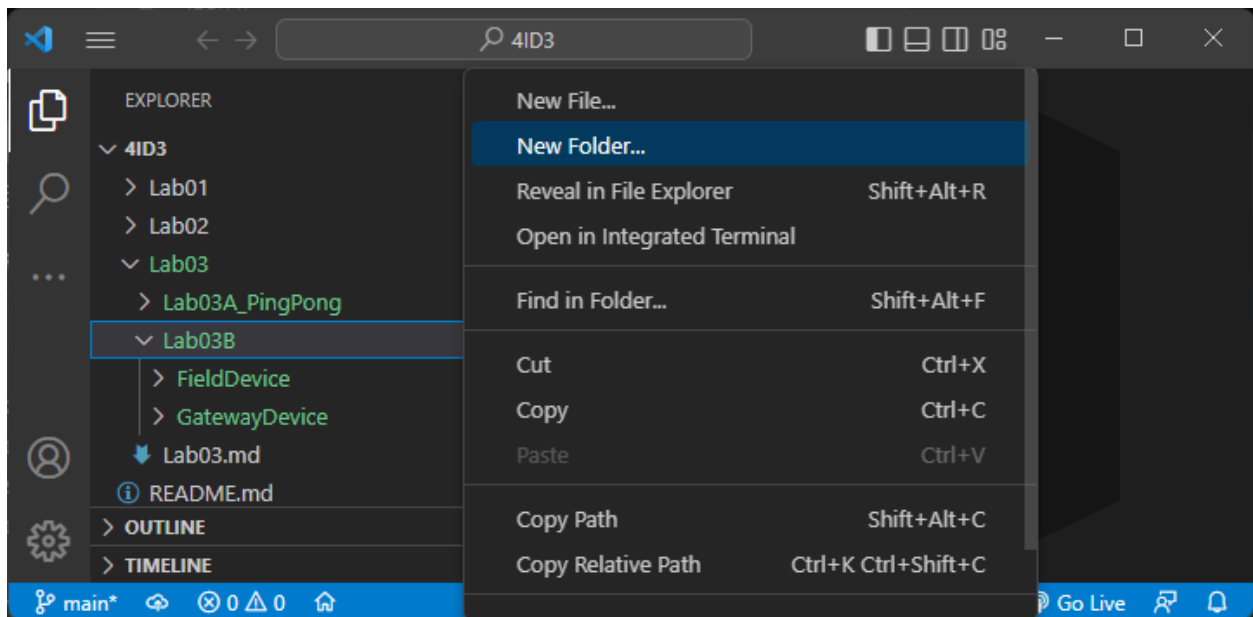 4ID3
EXPLORER
4ID3
Lab01
Lab02
Lab03
Lab03A_PingPong
Lab03B
FieldDevice
GatewayDevice
Lab03.md
README.md
OUTLINE
TIMELINE
New File...
New Folder...
Reveal in File Explorer Shift+Alt+R
Open in Integrated Terminal
Find in Folder... Shift+Alt+F
Cut Ctrl+X
Copy Ctrl+C
Paste Ctrl+V
Copy Path Shift+Alt+C
Copy Relative Path Ctrl+K Ctrl+Shift+C
main* 0 0 Go Live